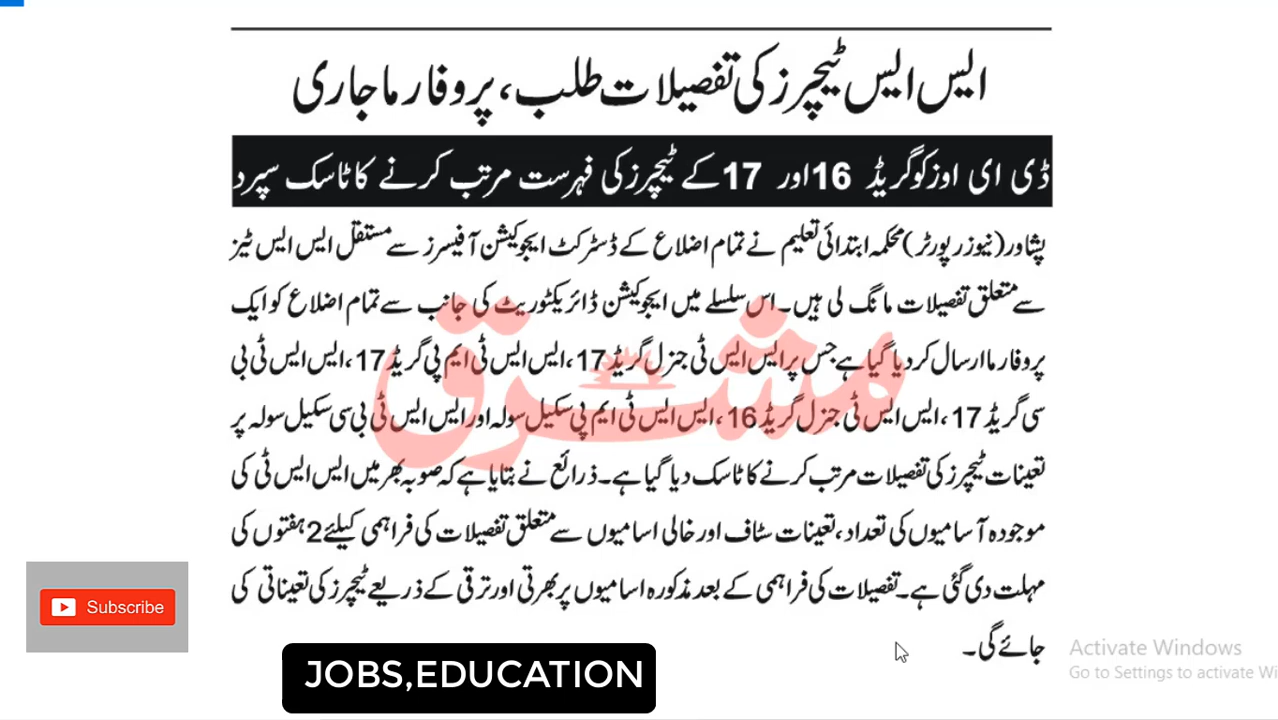 ایس ایس ٹیچرز کی تفصیلات طلب، پروفارما جاری
ڈی ای اوز کو گریڈ 16 اور 17 کے ٹیچرز کی فہرست مرتب کرنے کا ٹاسک سپرد
پشاور (نیوز رپورٹر) محکمہ ابتدائی تعلیم نے تمام اضلاع کے ڈسٹرکٹ ایجوکیشن آفیسرز سے مستقل ایس ایس ٹیز
سے متعلق تفصیلات مانگ لی ہیں۔ اس سلسلے میں ایجوکیشن ڈائریکٹوریٹ کی جانب سے تمام اضلاع کو ایک
پروفارما ارسال کر دیا گیا ہے جس پر ایس ایس ٹی جنرل گریڈ 17، ایس ایس ٹی ایم پی گریڈ 17، ایس ایس ٹی بی
سی گریڈ 17، ایس ایس ٹی جنرل گریڈ 16، ایس ایس ٹی ایم پی سکیل سولہ اور ایس ایس ٹی بی سی سکیل سولہ پر
تعینات ٹیچرز کی تفصیلات مرتب کرنے کا ٹاسک دیا گیا ہے۔ ذرائع نے بتایا ہے کہ صوبہ بھر میں ایس ایس ٹی کی
موجودہ آسامیوں کی تعداد، تعینات سٹاف اور خالی اسامیوں سے متعلق تفصیلات کی فراہمی کیلئے 2 ہفتوں کی
مہلت دی گئی ہے۔ تفصیلات کی فراہمی کے بعد مذکورہ اسامیوں پر بھرتی اور ترقی کے ذریعے ٹیچرز کی تعیناتی کی
جائے گی۔
مشرق
Subscribe
JOBS,EDUCATION
Activate Windows
Go to Settings to activate Wi